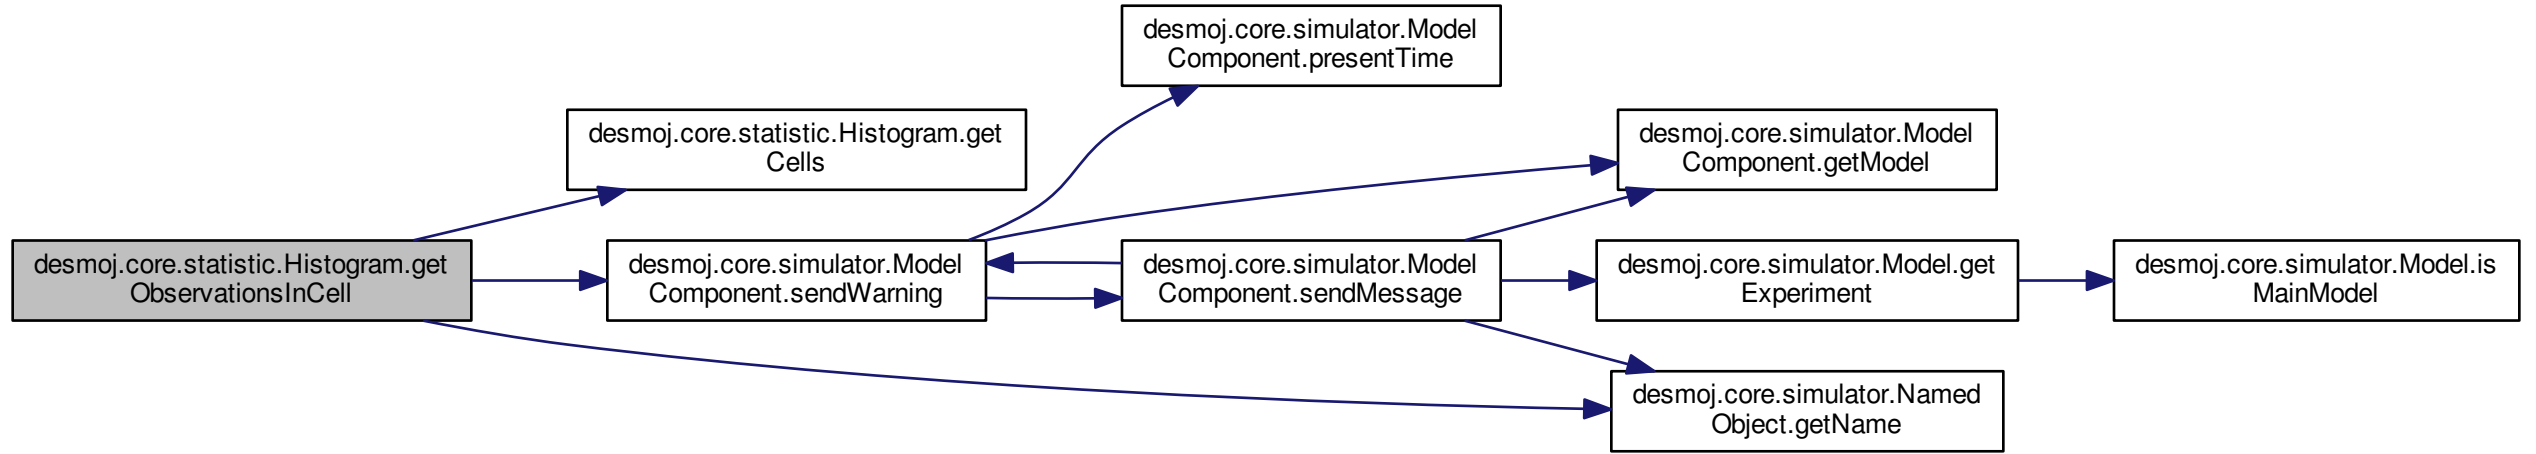 desmoj.core.simulator.Model
Component.presentTime
desmoj.core.statistic.Histogram.get
Cells
desmoj.core.simulator.Model
Component.getModel
desmoj.core.statistic.Histogram.get
ObservationsInCell
desmoj.core.simulator.Model
Component.sendWarning
desmoj.core.simulator.Model
Component.sendMessage
desmoj.core.simulator.Model.get
Experiment
desmoj.core.simulator.Model.is
MainModel
desmoj.core.simulator.Named
Object.getName